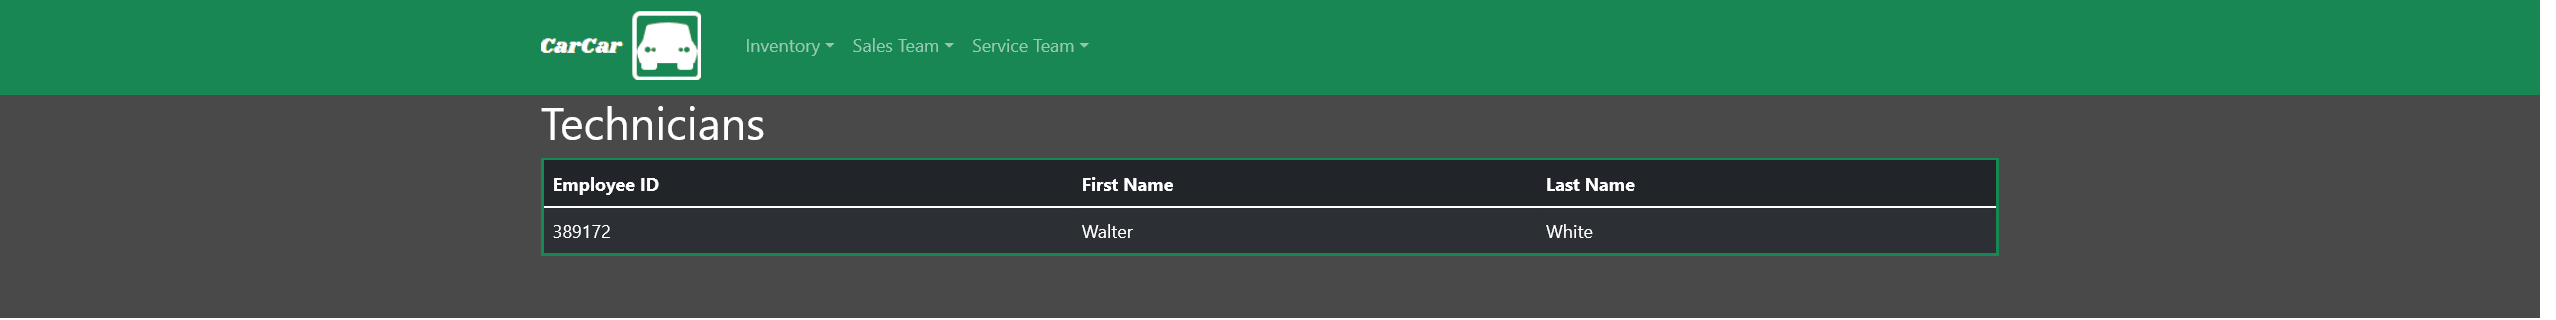 CarCar Inventory Sales Team Service Team
Technicians
Employee ID First Name Last Name
389172 Walter White